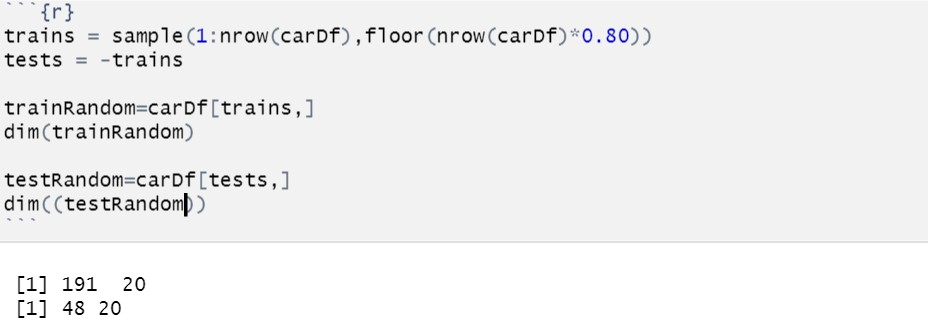 ```{r}
trains = sample(1:nrow(carDf),floor(nrow(carDf)*0.80))
tests = -trains
trainRandom=carDf[trains,]
dim(trainRandom)
testRandom=carDf[tests,]
dim((testRandom))
```
[1] 191  20
[1] 48 20